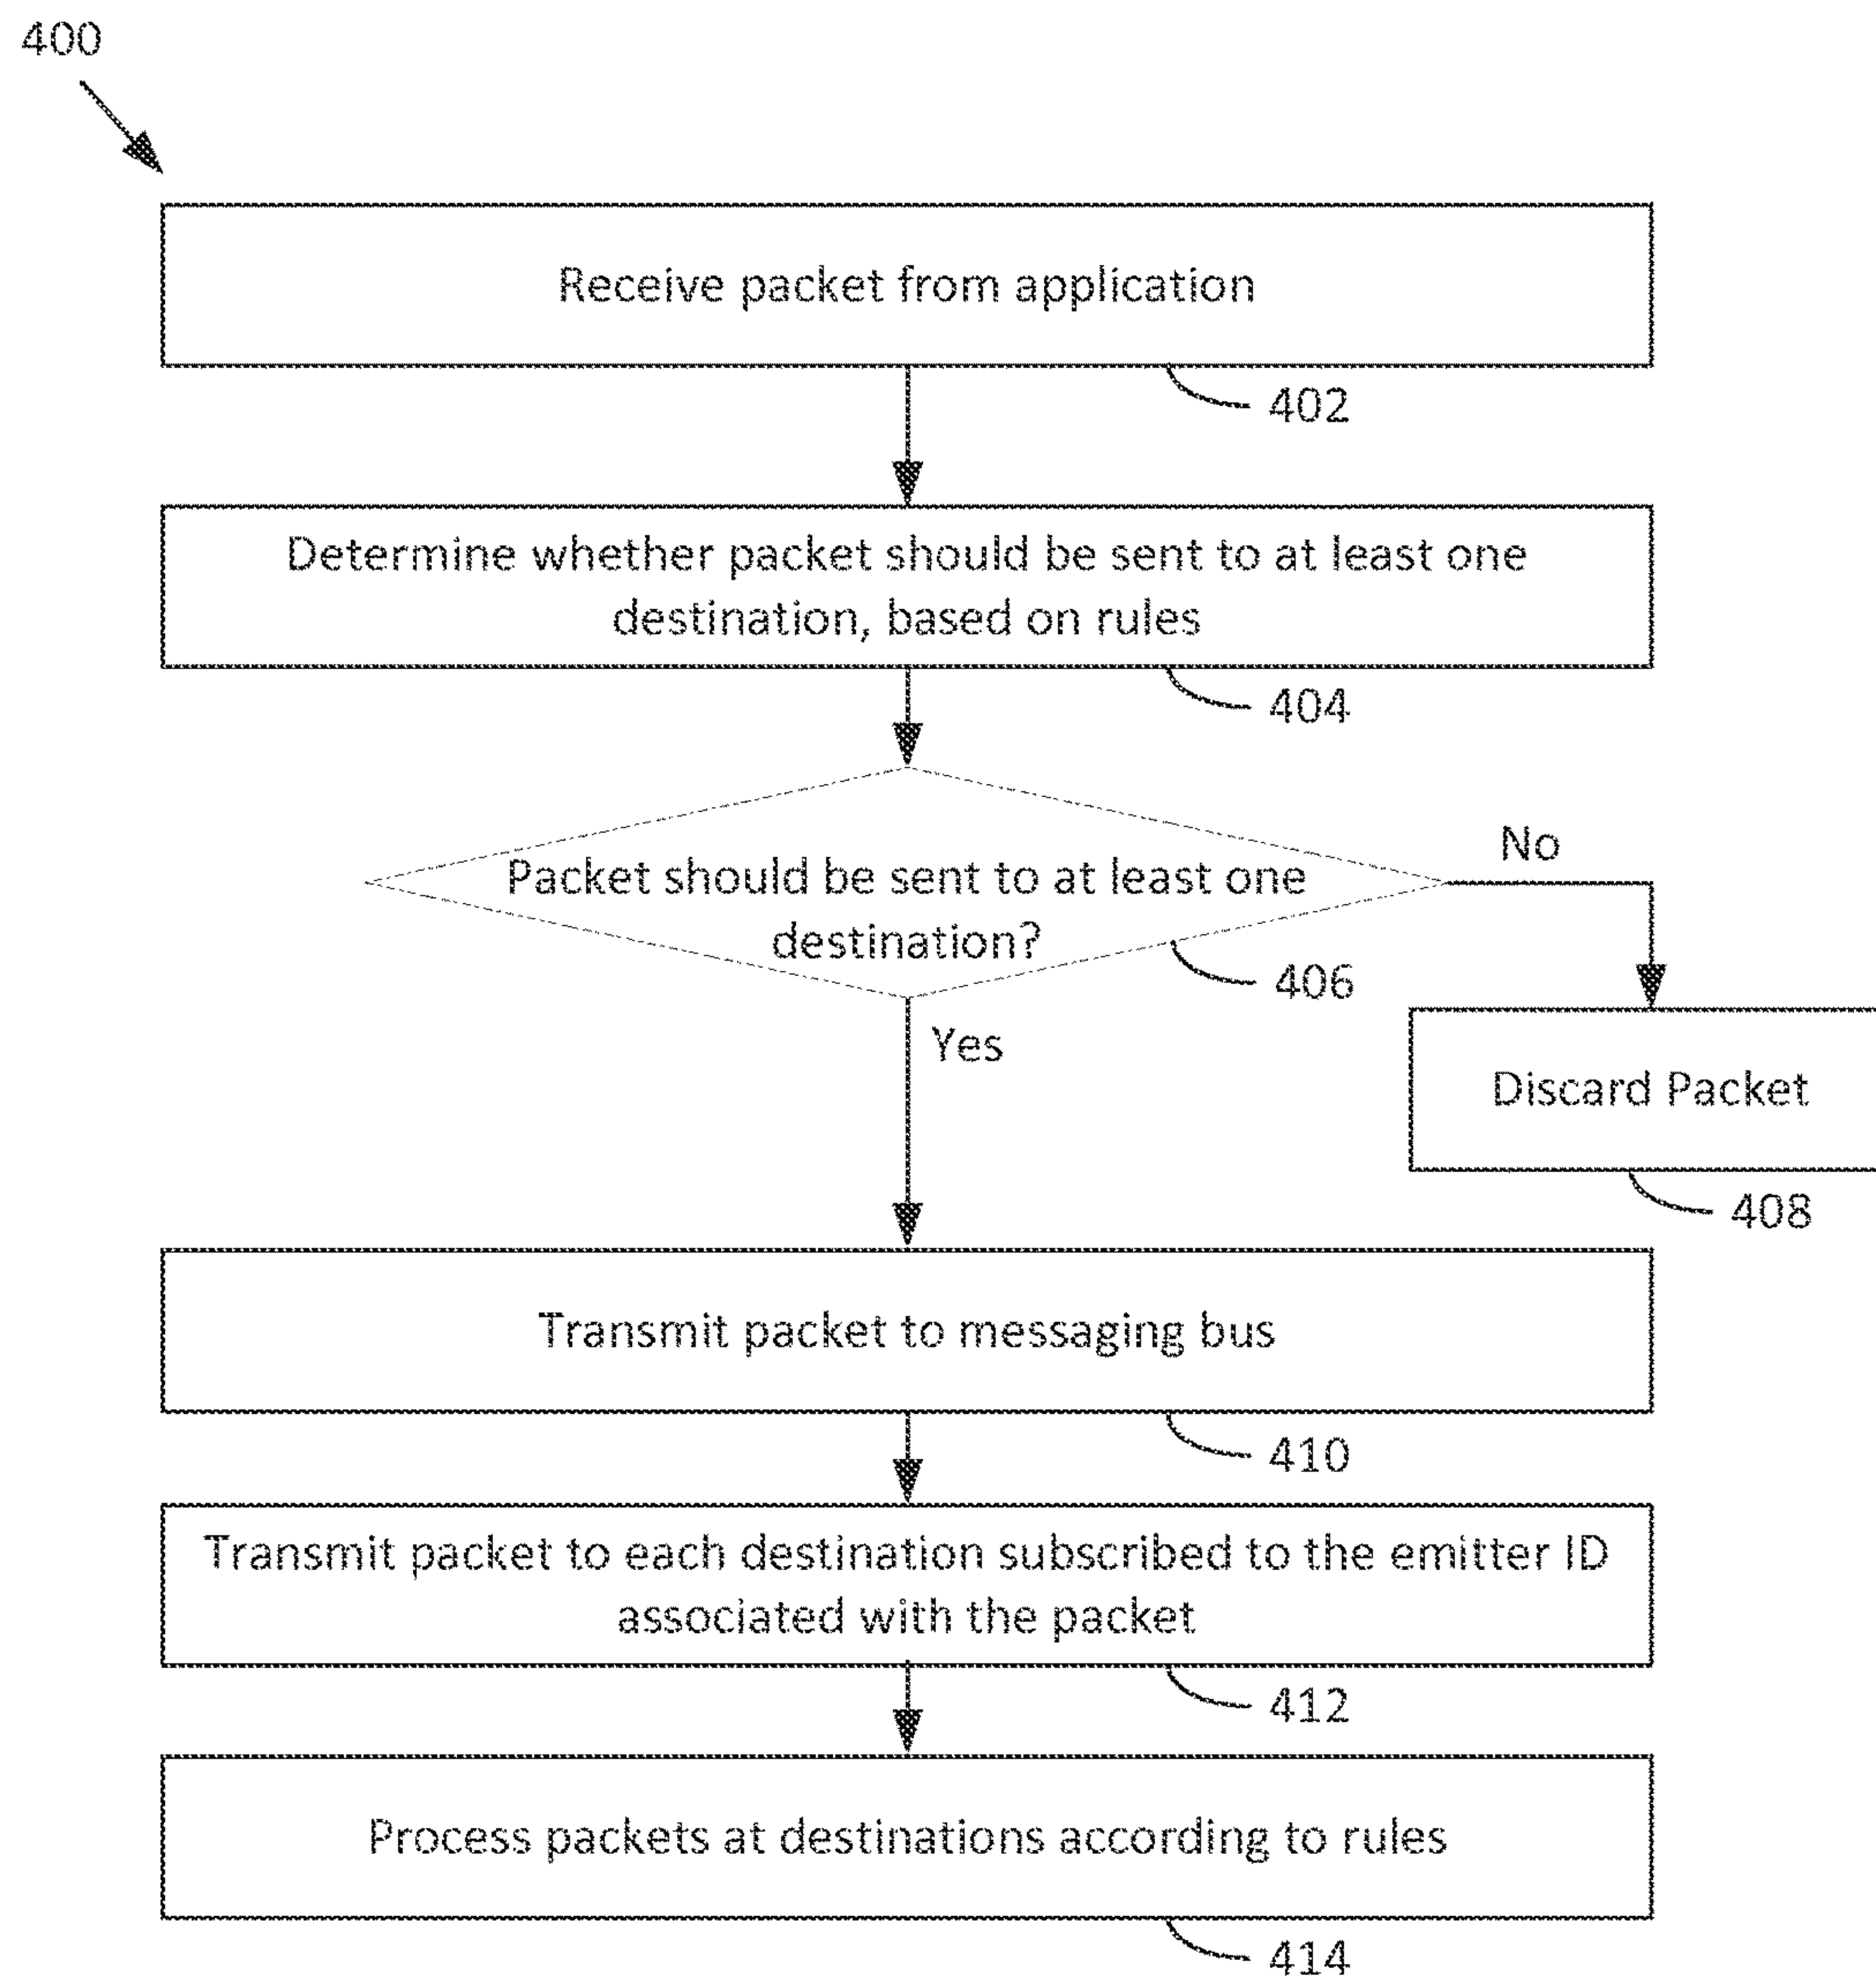 400
Receive packet from application
402
Determine whether packet should be sent to at least one
destination, based on rules
404
No
Packet should be sent to at least one
destination?
406
Yes
Discard Packet
408
Transmit packet to messaging bus
410
Transmit packet to each destination subscribed to the emitter ID
associated with the packet
412
Process packets at destinations according to rules
414